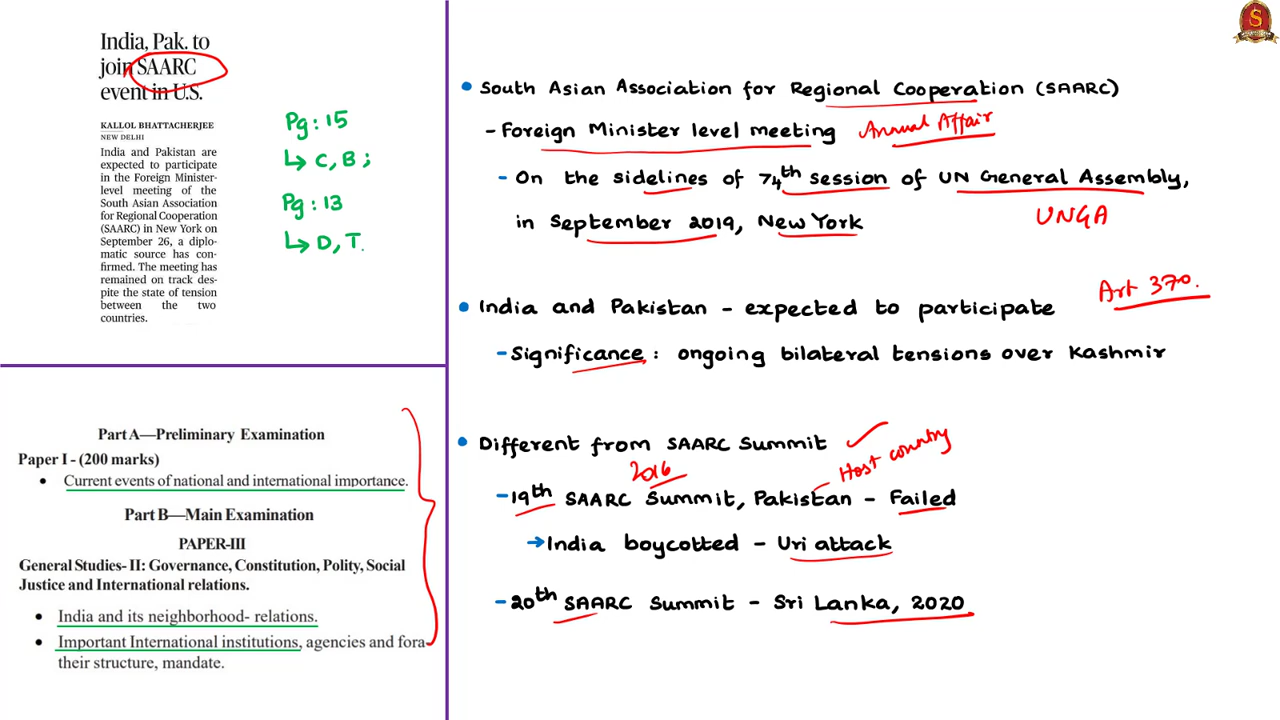 India, Pak. to
join SAARC
event in U.S.
KALLOL BHATTACHERJEE
NEW DELHI
India and Pakistan are
expected to participate
in the Foreign Minister-
level meeting of the
South Asian Association
for Regional Cooperation
(SAARC) in New York on
September 26, a diplo-
matic source has con-
firmed. The meeting has
remained on track des-
pite the state of tension
between the two
countries.
Pg: 15
↳ C, B;
Pg: 13
↳ D, T.
Part A—Preliminary Examination
Paper I - (200 marks)
• Current events of national and international importance.
Part B—Main Examination
PAPER-III
General Studies- II: Governance, Constitution, Polity, Social
Justice and International relations.
• India and its neighborhood- relations.
• Important International institutions, agencies and fora-
their structure, mandate.
• South Asian Association for Regional Cooperation (SAARC)
- Foreign Minister level meeting Annual Affair
- On the sidelines of 74th session of UN General Assembly,
in September 2019, New York UNGA
• India and Pakistan - expected to participate Art 370.
- Significance: ongoing bilateral tensions over Kashmir
• Different from SAARC Summit ✓
2016 Host country
- 19th SAARC Summit, Pakistan - Failed
→ India boycotted - Uri attack
- 20th SAARC Summit - Sri Lanka, 2020
S